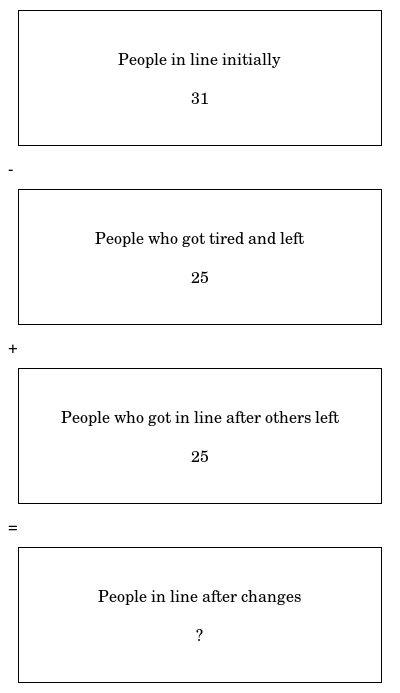 People in line initially
31
-
People who got tired and left
25
+
People who got in line after others left
25
=
People in line after changes
?